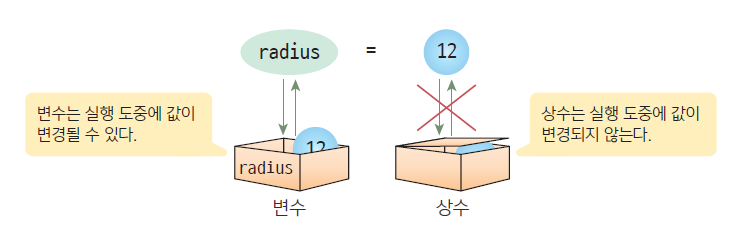 radius = 12
변수는 실행 도중에 값이
변경될 수 있다.
상수는 실행 도중에 값이
변경되지 않는다.
12
radius
변수
상수